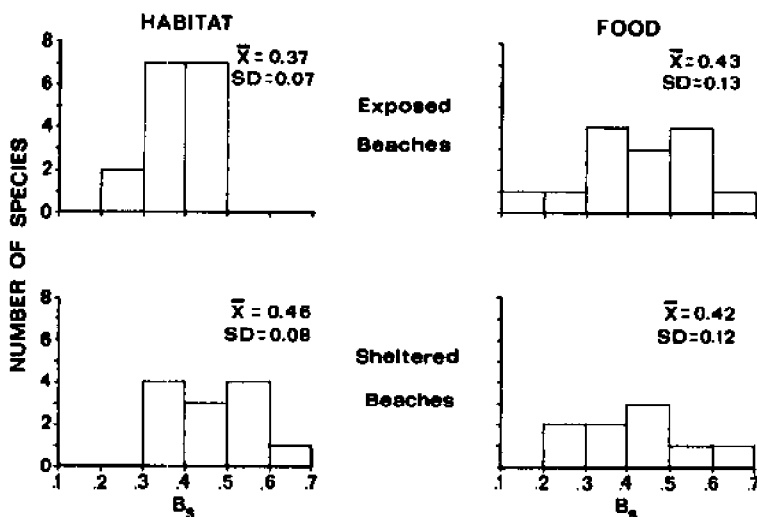 HABITAT
FOOD
X̄ = 0.37
SD=0.07
X̄ = 0.43
SD=0.13
Exposed
Beaches
8
6
4
2
0
NUMBER OF SPECIES
X̄ = 0.46
SD=0.08
X̄ = 0.42
SD=0.12
Sheltered
Beaches
8
6
4
2
0
.1 .2 .3 .4 .5 .6 .7
.1 .2 .3 .4 .5 .6 .7
Bs
Bs